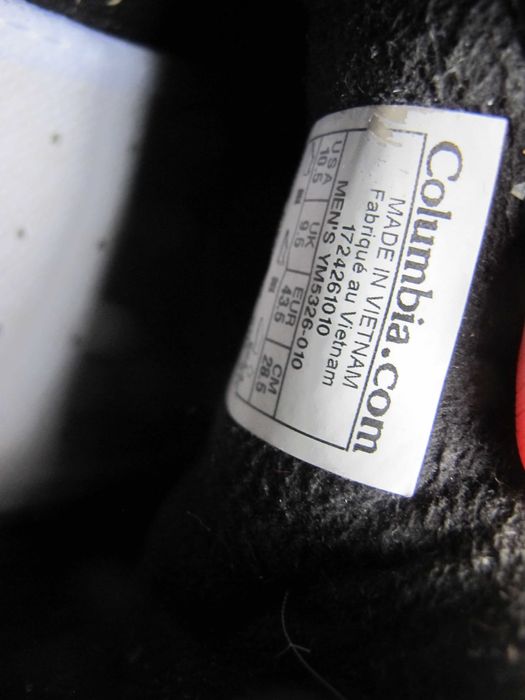 Columbia.com
MADE IN VIETNAM
Fabriqué au Vietnam
1724261010
MEN'S YM5326-010
USA UK EUR CM
10.5 9.5 43.5 28.5